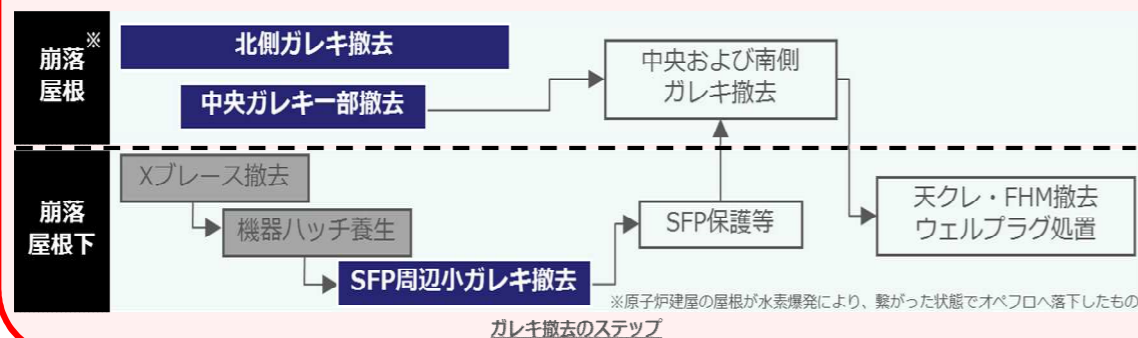 崩落※
屋根
北側ガレキ撤去
中央ガレキ一部撤去
中央および南側
ガレキ撤去
崩落
屋根下
Xブレース撤去
機器ハッチ養生
SFP周辺小ガレキ撤去
SFP保護等
天クレ・FHM撤去
ウェルプラグ処置
※原子炉建屋の屋根が水素爆発により、繋がった状態でオペフロへ落下したもの
ガレキ撤去のステップ